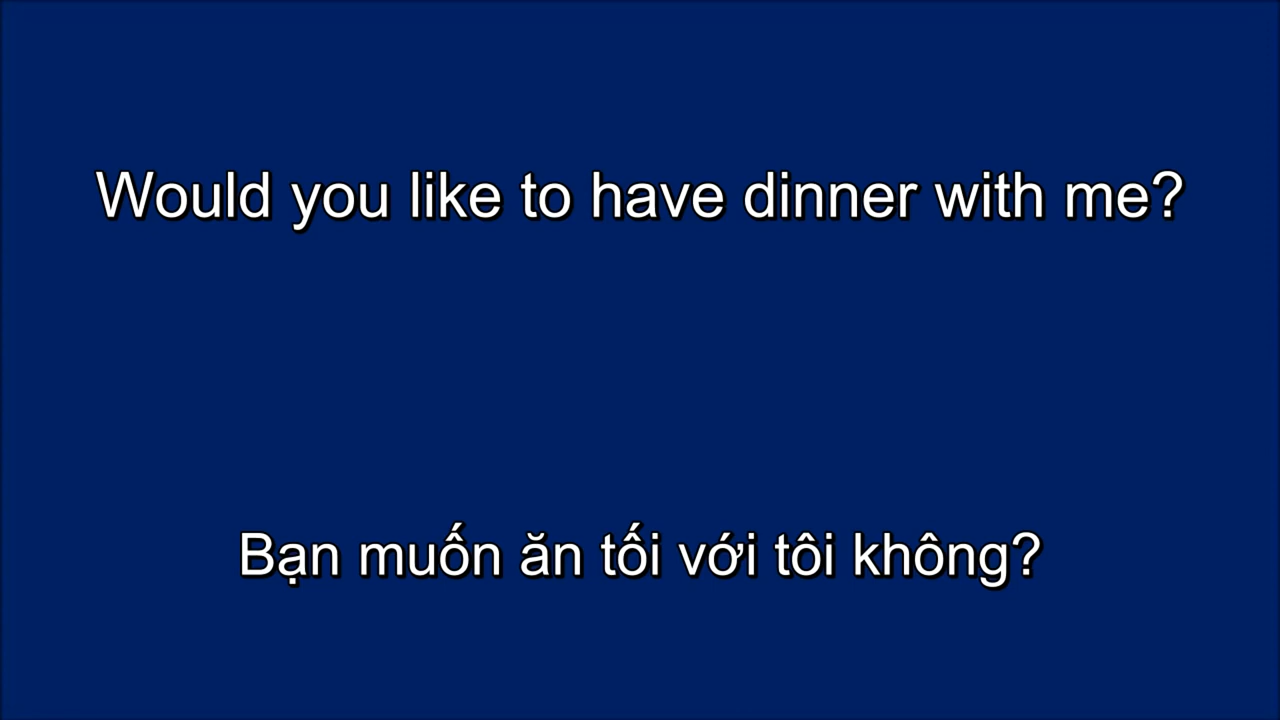 Would you like to have dinner with me?
Bạn muốn ăn tối với tôi không?